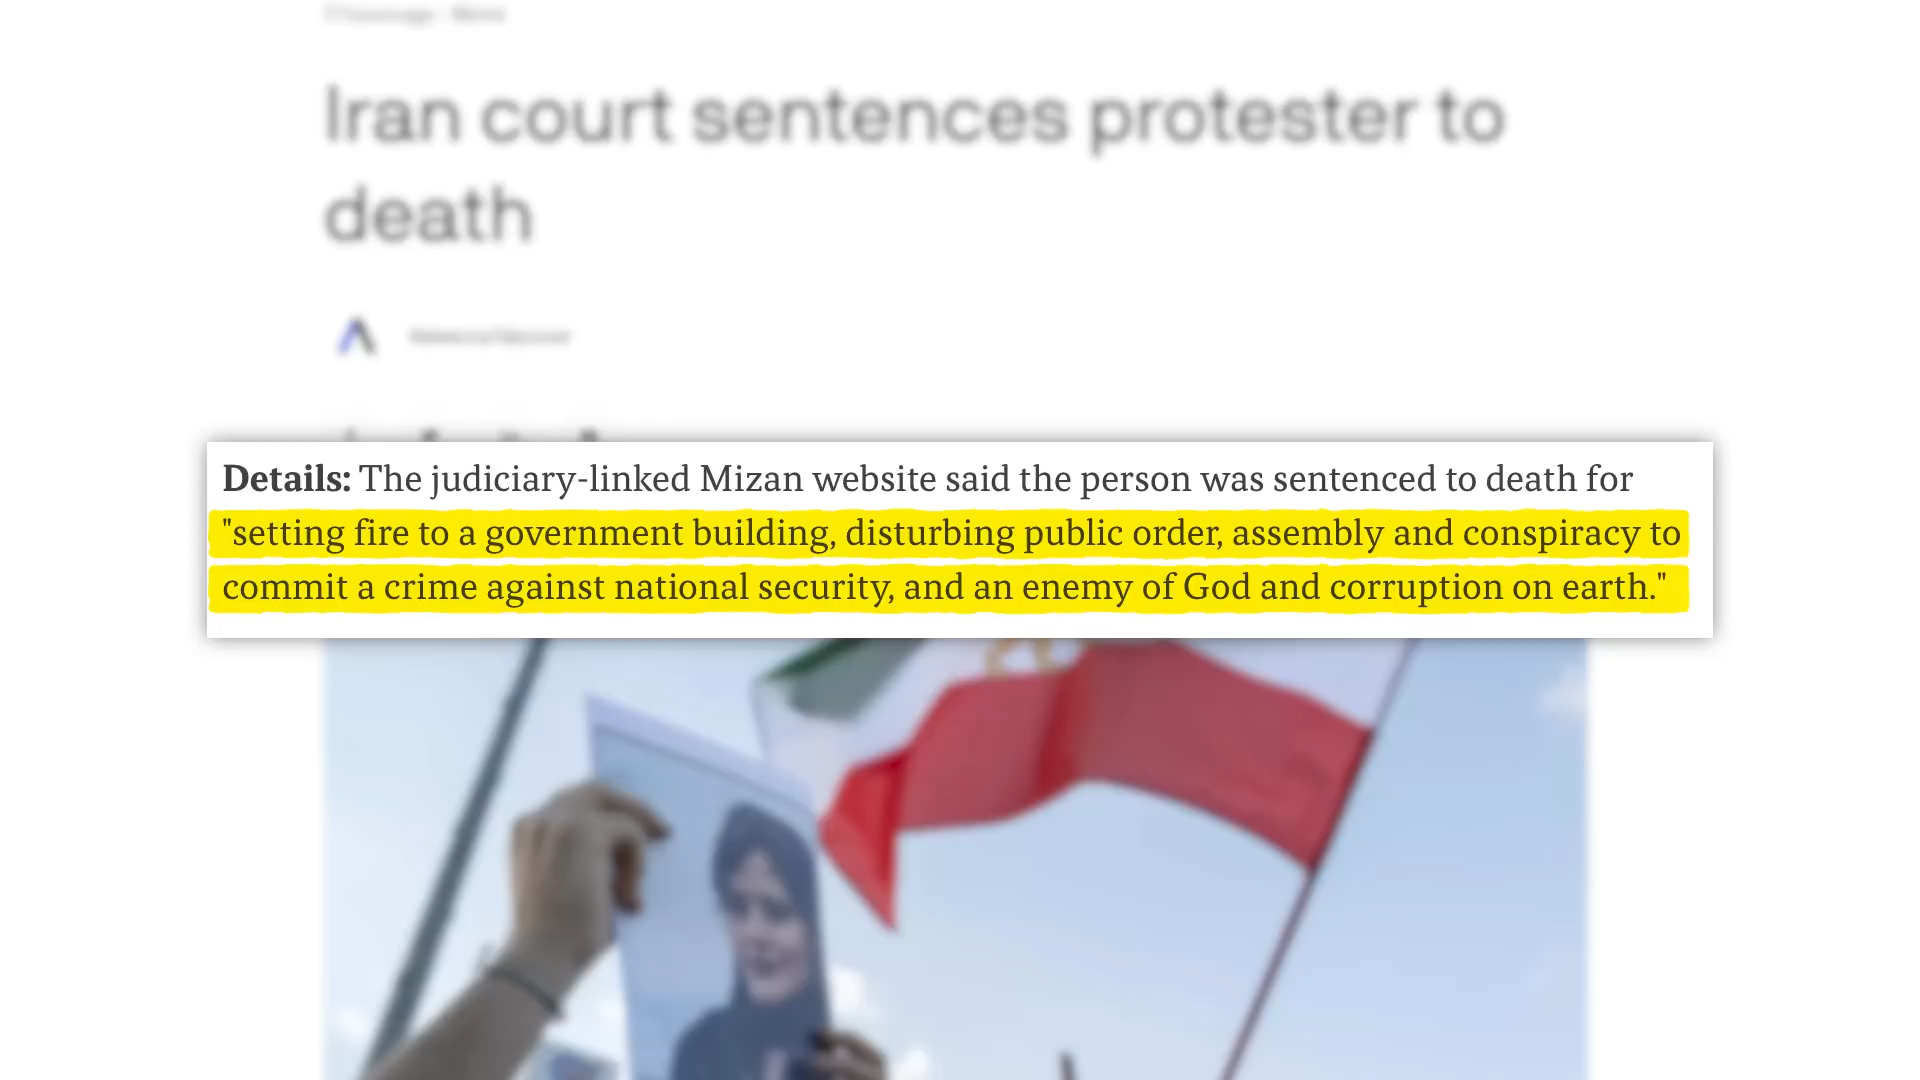 Iran court sentences protester to
death
Details: The judiciary-linked Mizan website said the person was sentenced to death for
"setting fire to a government building, disturbing public order, assembly and conspiracy to
commit a crime against national security, and an enemy of God and corruption on earth."